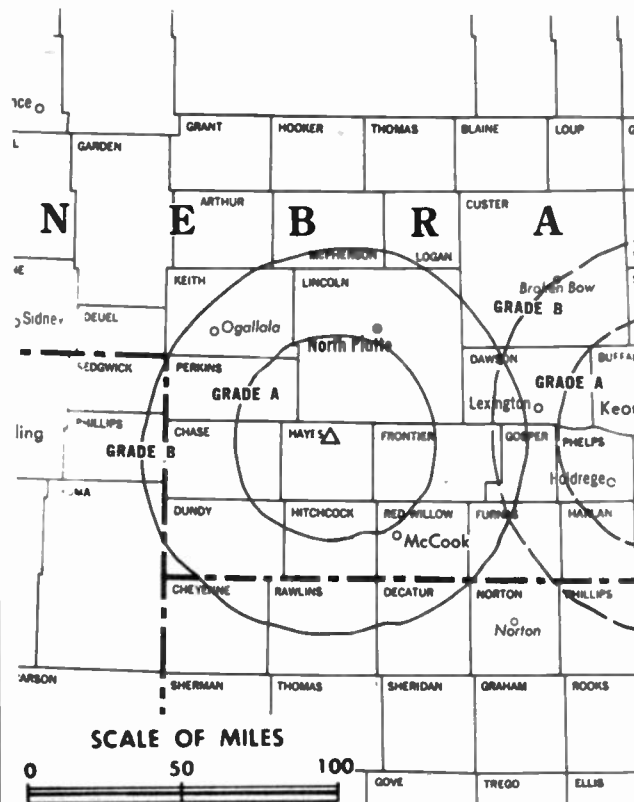 GRANT HOOKER THOMAS BLAINE LOUP
GARDEN
ARTHUR CUSTER
N E B R A
McPHERSON LOGAN
KEITH LINCOLN
Broken Bow
GRADE B
Sidney DEUEL Ogallala
North Platte
SEDGWICK PERKINS DAWSON BUFFA
GRADE A GRADE A
Lexington Keo
PHILLIPS
ling CHASE HAYES FRONTIER GOSPER PHELPS
GRADE B
Holdrege
DUNDY HITCHCOCK RED WILLOW FURNAS HARLAN
McCook
CHEYENNE RAWLINS DECATUR NORTON PHILLIPS
Norton
ARSON SHERMAN THOMAS SHERIDAN GRAHAM ROOKS
SCALE OF MILES
0 50 100
GOVE TREGO ELLIS